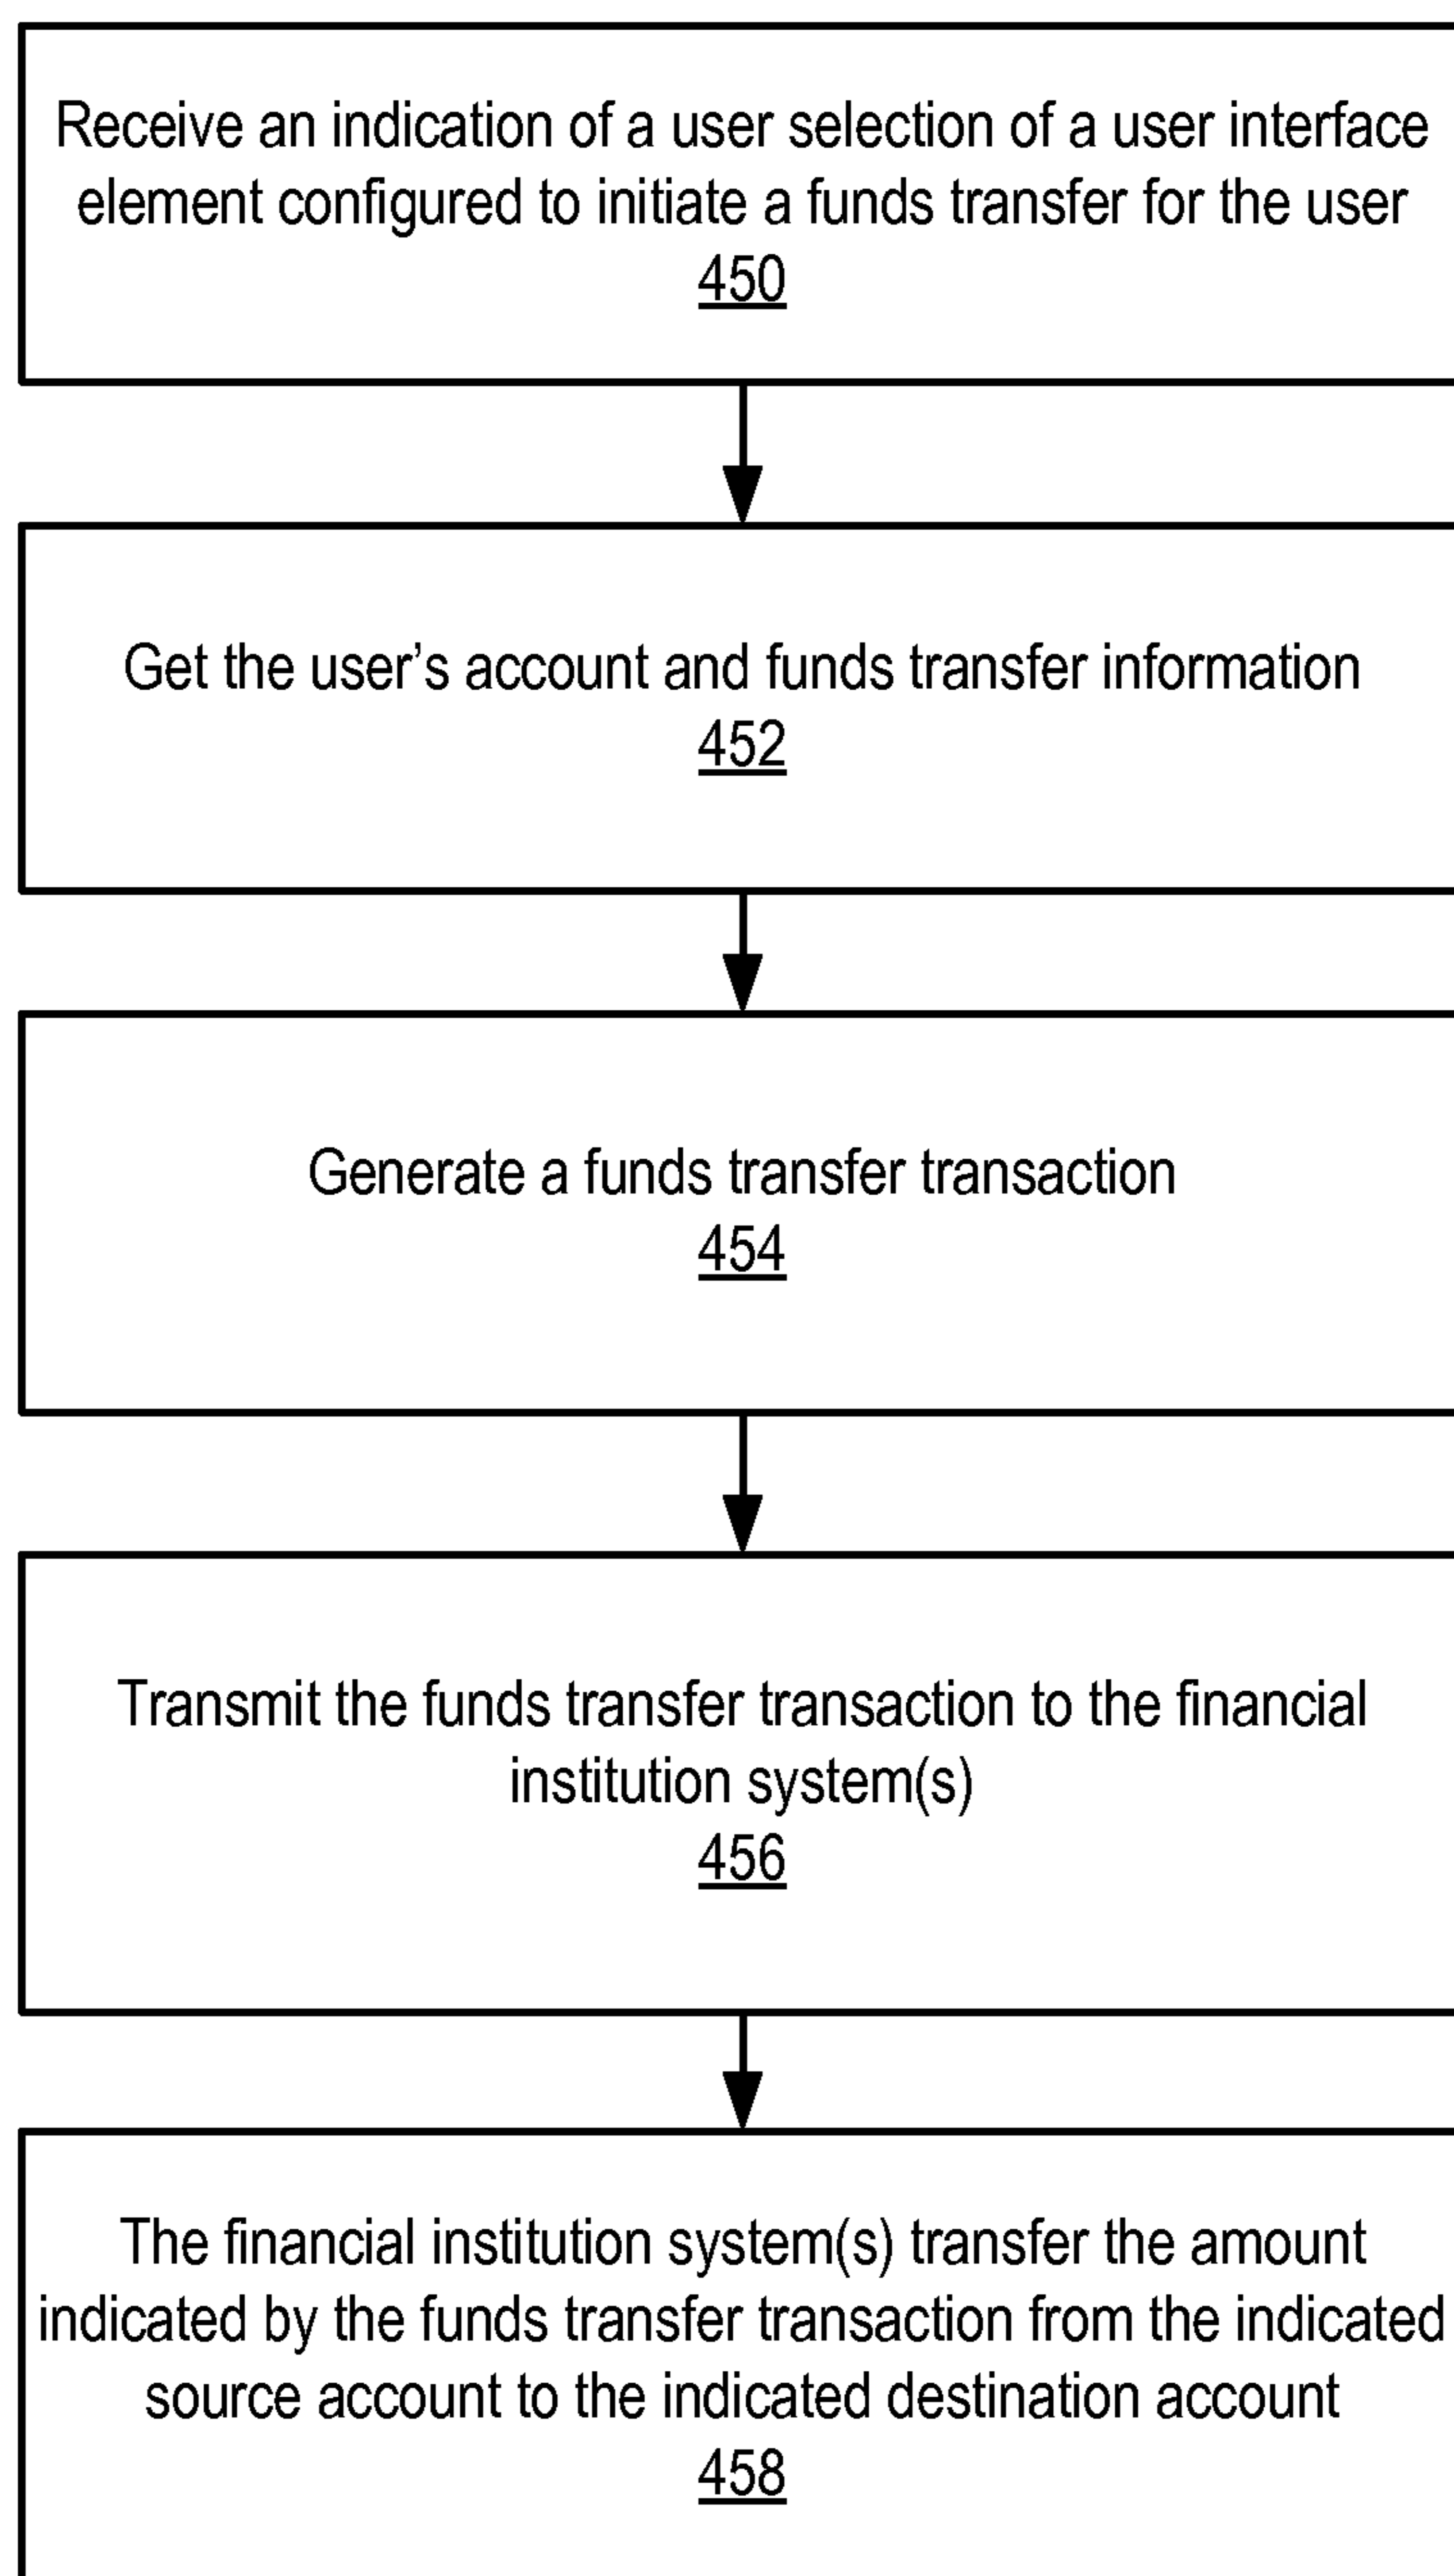 Receive an indication of a user selection of a user interface
element configured to initiate a funds transfer for the user
450
Get the user’s account and funds transfer information
452
Generate a funds transfer transaction
454
Transmit the funds transfer transaction to the financial
institution system(s)
456
The financial institution system(s) transfer the amount
indicated by the funds transfer transaction from the indicated
source account to the indicated destination account
458